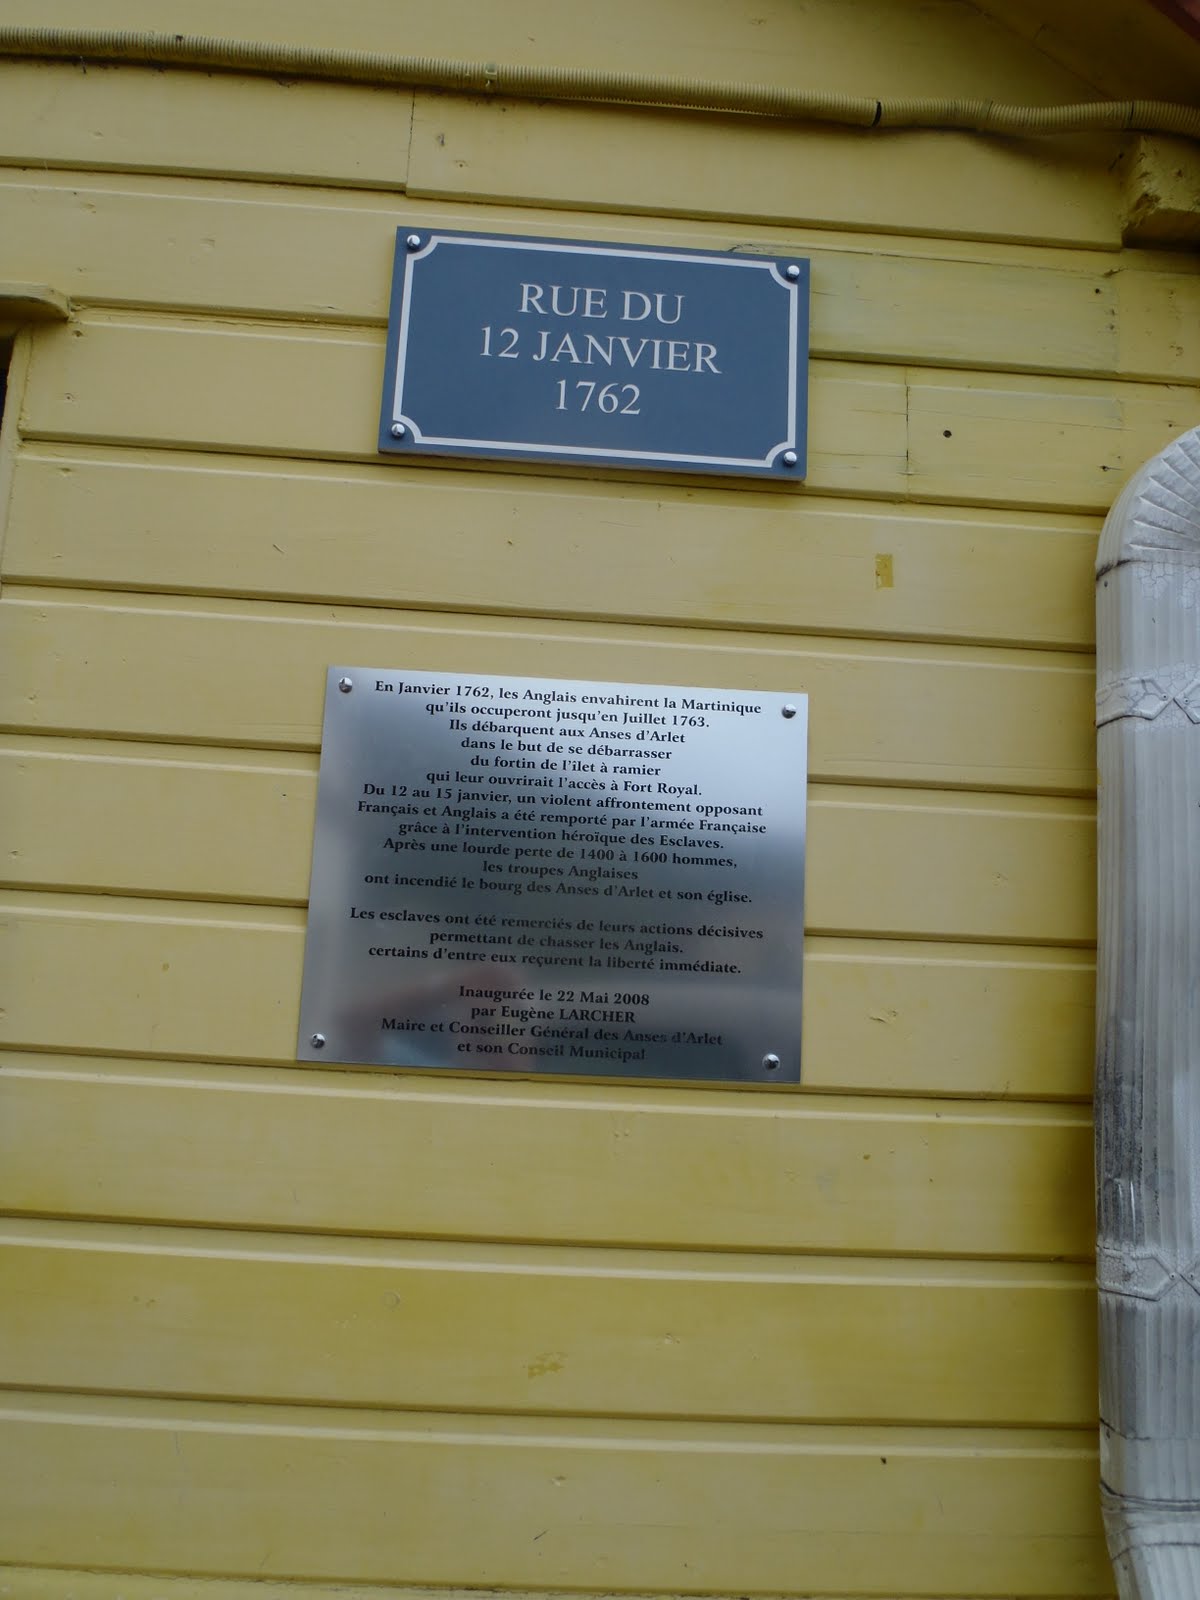 RUE DU
12 JANVIER
1762
En Janvier 1762, les Anglais envahirent la Martinique
qu'ils occuperont jusqu'en Juillet 1763.
Ils débarquent aux Anses d'Arlet
dans le but de se débarrasser
du fortin de l'îlet à ramier
qui leur ouvrirait l'accès à Fort Royal.
Du 12 au 15 janvier, un violent affrontement opposant
Français et Anglais a été remporté par l'armée Française
grâce à l'intervention héroïque des Esclaves.
Après une lourde perte de 1400 à 1600 hommes,
les troupes Anglaises
ont incendié le bourg des Anses d'Arlet et son église.
Les esclaves ont été remerciés de leurs actions décisives
permettant de chasser les Anglais.
certains d'entre eux reçurent la liberté immédiate.
Inaugurée le 22 Mai 2008
par Eugène LARCHER
Maire et Conseiller Général des Anses d'Arlet
et son Conseil Municipal